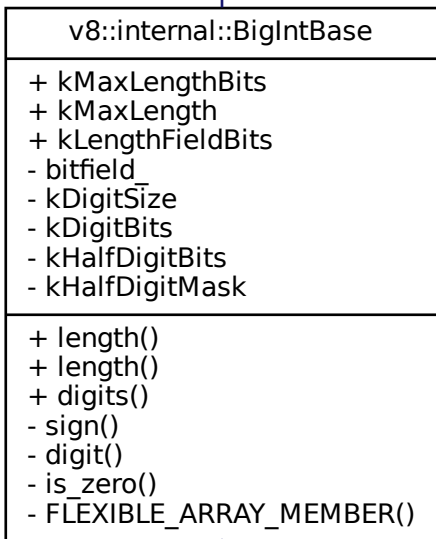 v8::internal::BigIntBase
+ kMaxLengthBits
+ kMaxLength
+ kLengthFieldBits
- bitfield_
- kDigitSize
- kDigitBits
- kHalfDigitBits
- kHalfDigitMask
+ length()
+ length()
+ digits()
- sign()
- digit()
- is_zero()
- FLEXIBLE_ARRAY_MEMBER()